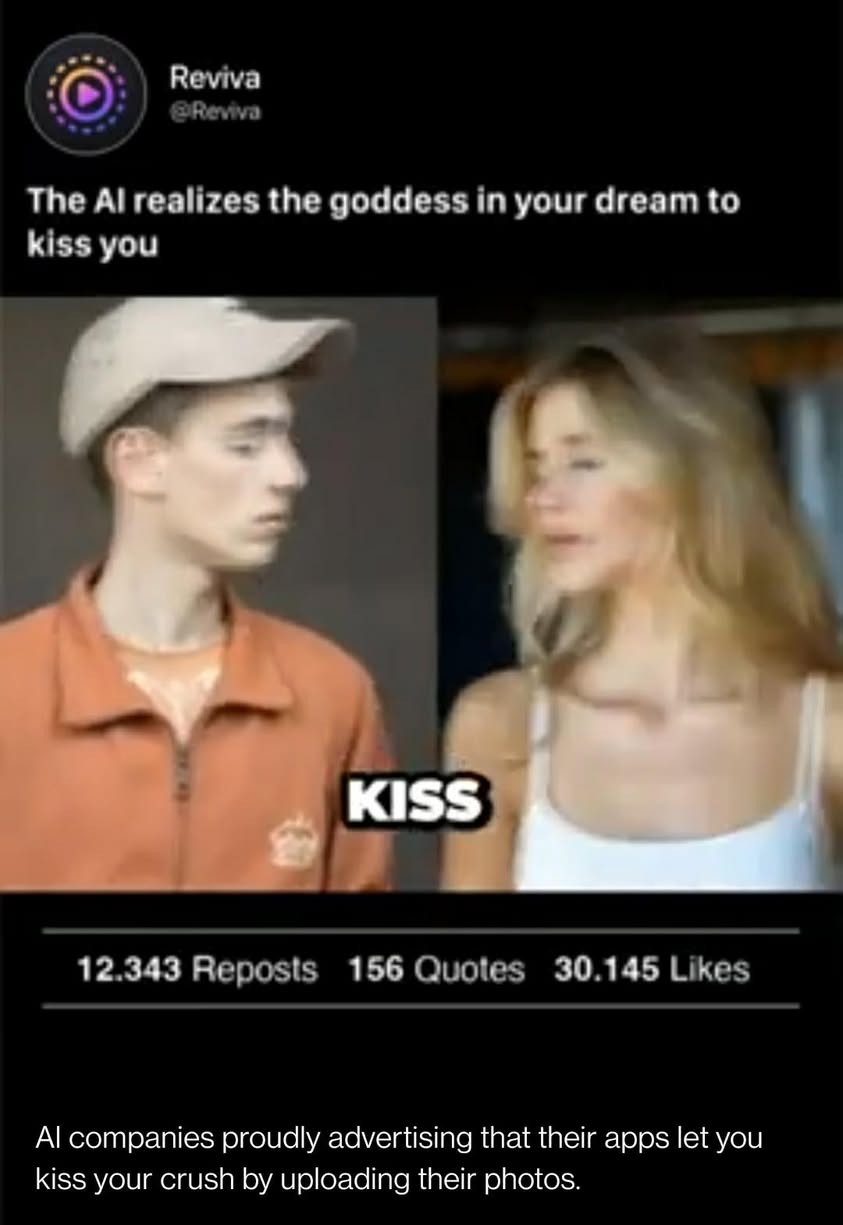 Reviva
@Reviva
The AI realizes the goddess in your dream to
kiss you
KISS
12.343 Reposts 156 Quotes 30.145 Likes
AI companies proudly advertising that their apps let you
kiss your crush by uploading their photos.